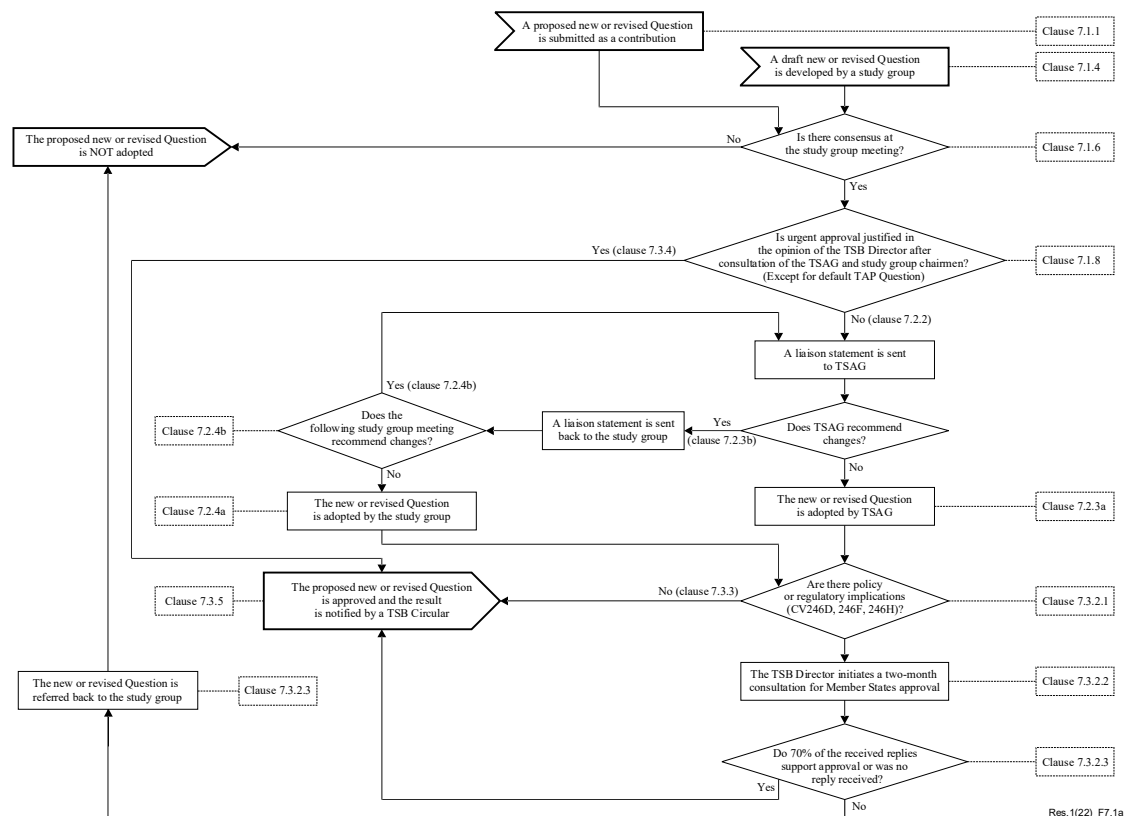 A proposed new or revised Question
is submitted as a contribution
Clause 7.1.1
A draft new or revised Question
is developed by a study group
Clause 7.1.4
The proposed new or revised Question
is NOT adopted
No
Is there consensus at
the study group meeting?
Clause 7.1.6
Yes
Yes (clause 7.3.4)
Is urgent approval justified in
the opinion of the TSB Director after
consultation of the TSAG and study group chairmen?
(Except for default TAP Question)
Clause 7.1.8
No (clause 7.2.2)
A liaison statement is sent
to TSAG
Yes (clause 7.2.4b)
Clause 7.2.4b
Does the
following study group meeting
recommend changes?
A liaison statement is sent
back to the study group
Yes
(clause 7.2.3b)
Does TSAG recommend
changes?
No
No
Clause 7.2.4a
The new or revised Question
is adopted by the study group
The new or revised Question
is adopted by TSAG
Clause 7.2.3a
Clause 7.3.5
The proposed new or revised Question
is approved and the result
is notified by a TSB Circular
No (clause 7.3.3)
Are there policy
or regulatory implications
(CV246D, 246F, 246H)?
Clause 7.3.2.1
The new or revised Question is
referred back to the study group
Clause 7.3.2.3
The TSB Director initiates a two-month
consultation for Member States approval
Clause 7.3.2.2
Do 70% of the received replies
support approval or was no
reply received?
Clause 7.3.2.3
Yes
No
Res.1(22)_F7.1a